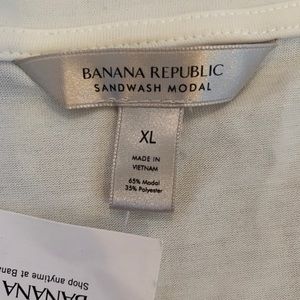 BANANA REPUBLIC
SANDWASH MODAL
XL
MADE IN
VIETNAM
65% Modal
35% Polyester
BANANA
Shop anytime at Bana